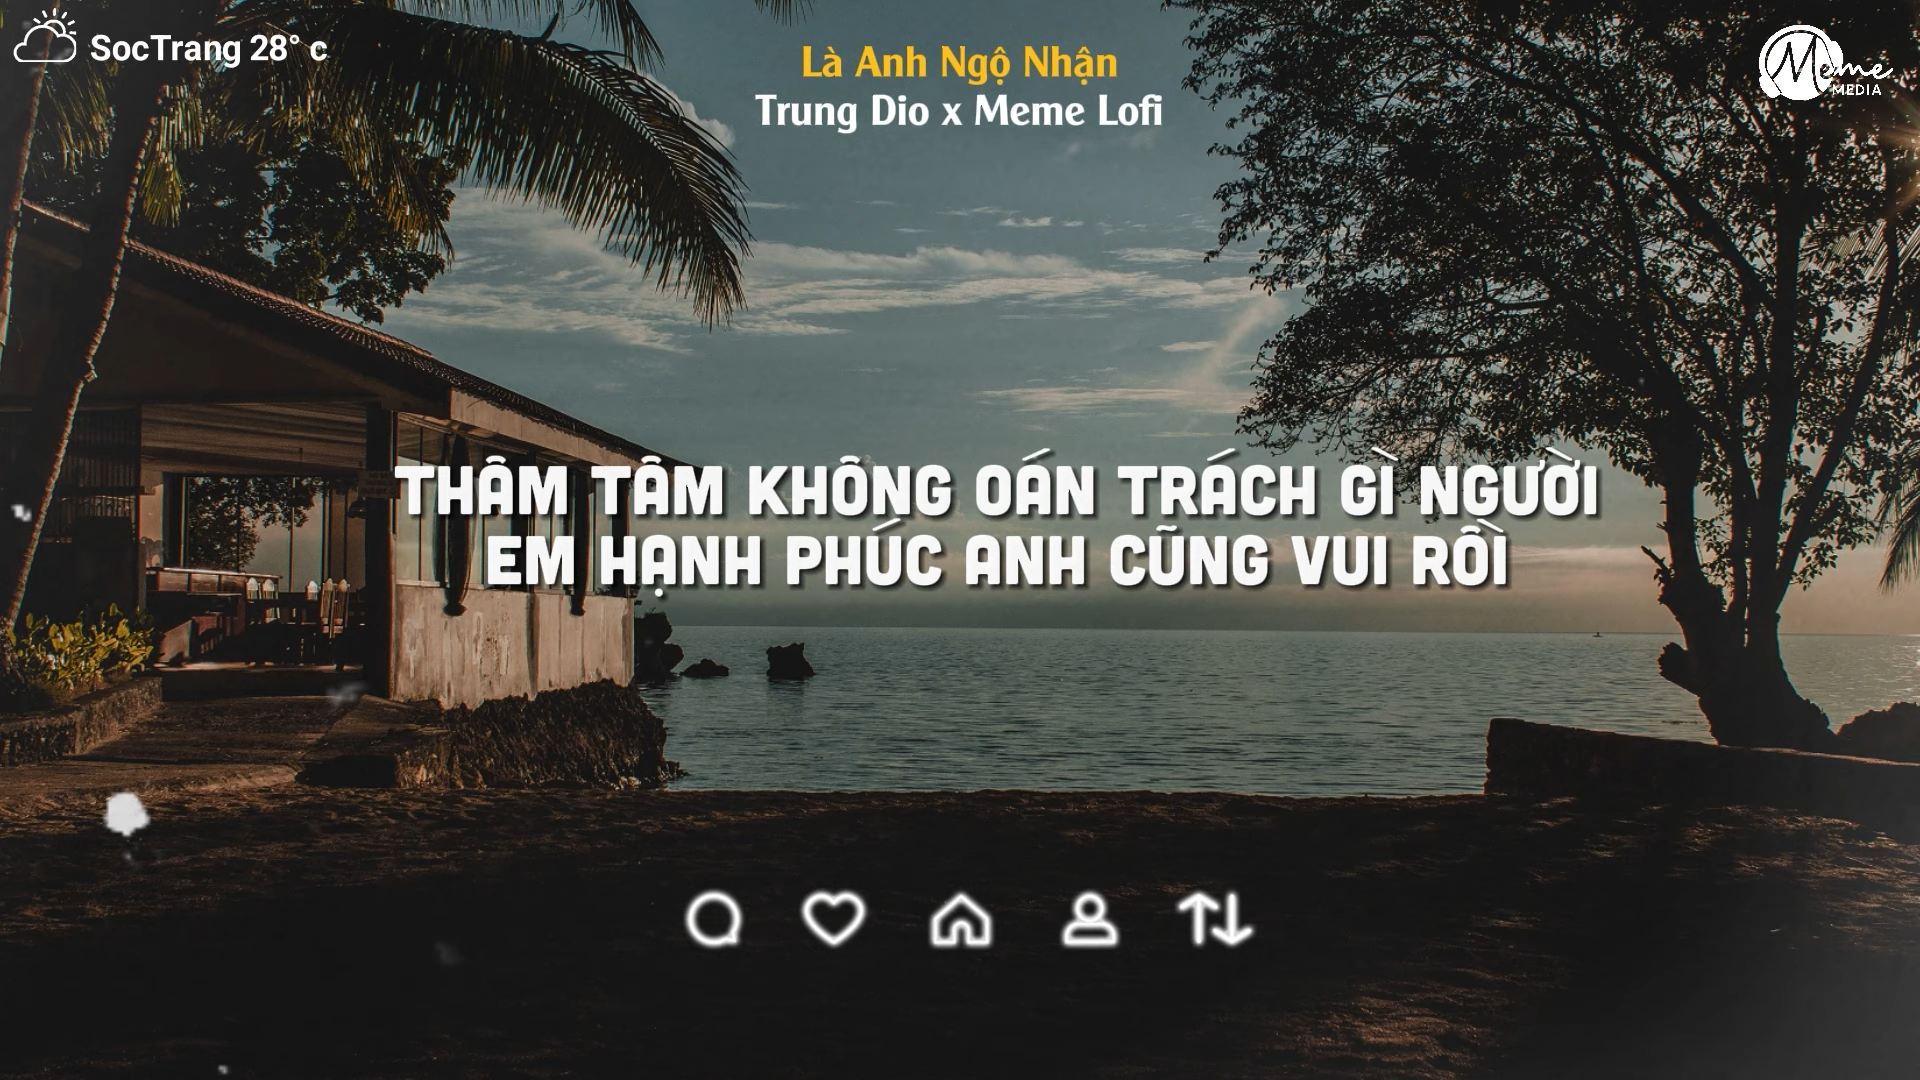 SocTrang 28° c
Là Anh Ngộ Nhận
Trung Dio x Meme Lofi
Meme
MEDIA
THÂM TÂM KHÔNG OÁN TRÁCH GÌ NGƯỜI
EM HẠNH PHÚC ANH CŨNG VUI RỒI